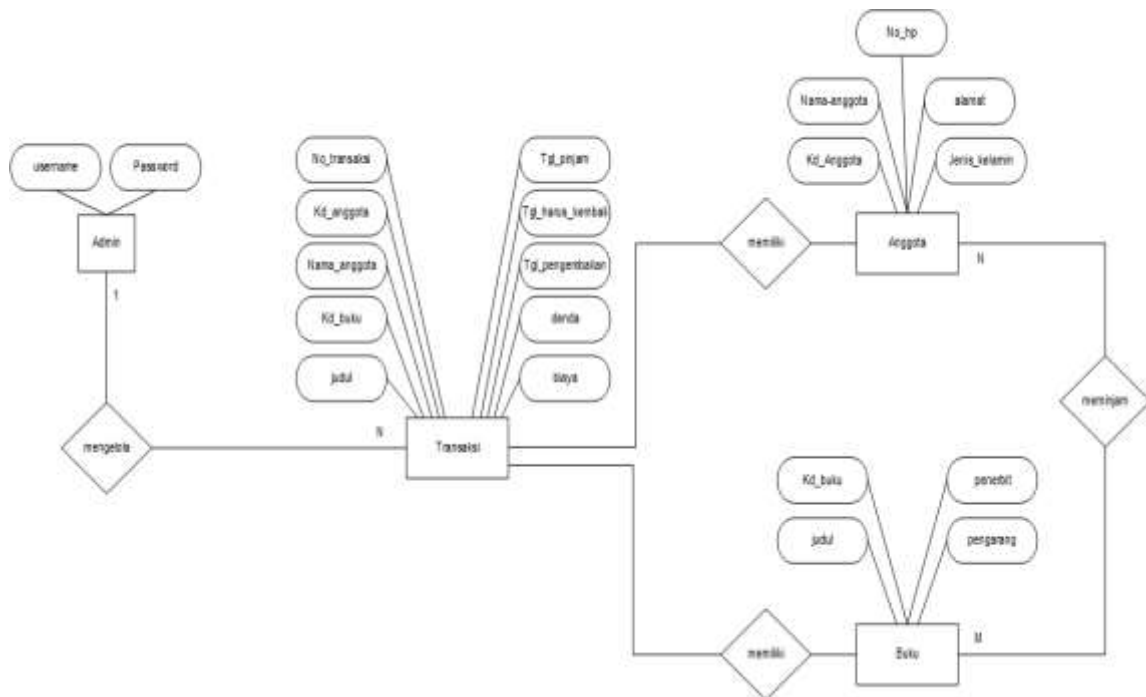 No_hp
Nama-anggota
alamat
Kd_Anggota
Jenis_kelamin
Anggota
N
username
Password
Admin
1
No_transaksi
Tgl_pinjam
Kd_anggota
Tgl_harus_kembali
Nama_anggota
Tgl_pengembalian
Kd_buku
denda
judul
biaya
memiliki
meminjam
mengelola
N
Transaksi
Kd_buku
penerbit
judul
pengarang
memiliki
Buku
M